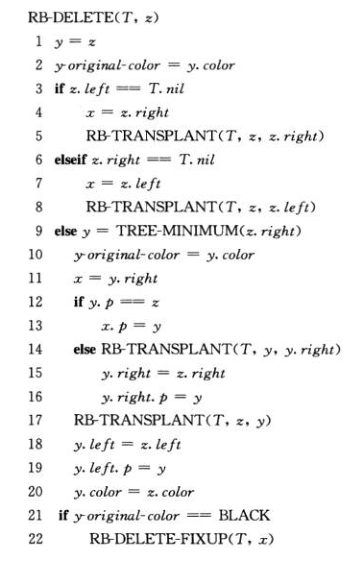 RB-DELETE(T, z)
1 y = z
2 y-original-color = y.color
3 if z.left == T.nil
4 x = z.right
5 RB-TRANSPLANT(T, z, z.right)
6 elseif z.right == T.nil
7 x = z.left
8 RB-TRANSPLANT(T, z, z.left)
9 else y = TREE-MINIMUM(z.right)
10 y-original-color = y.color
11 x = y.right
12 if y.p == z
13 x.p = y
14 else RB-TRANSPLANT(T, y, y.right)
15 y.right = z.right
16 y.right.p = y
17 RB-TRANSPLANT(T, z, y)
18 y.left = z.left
19 y.left.p = y
20 y.color = z.color
21 if y-original-color == BLACK
22 RB-DELETE-FIXUP(T, x)